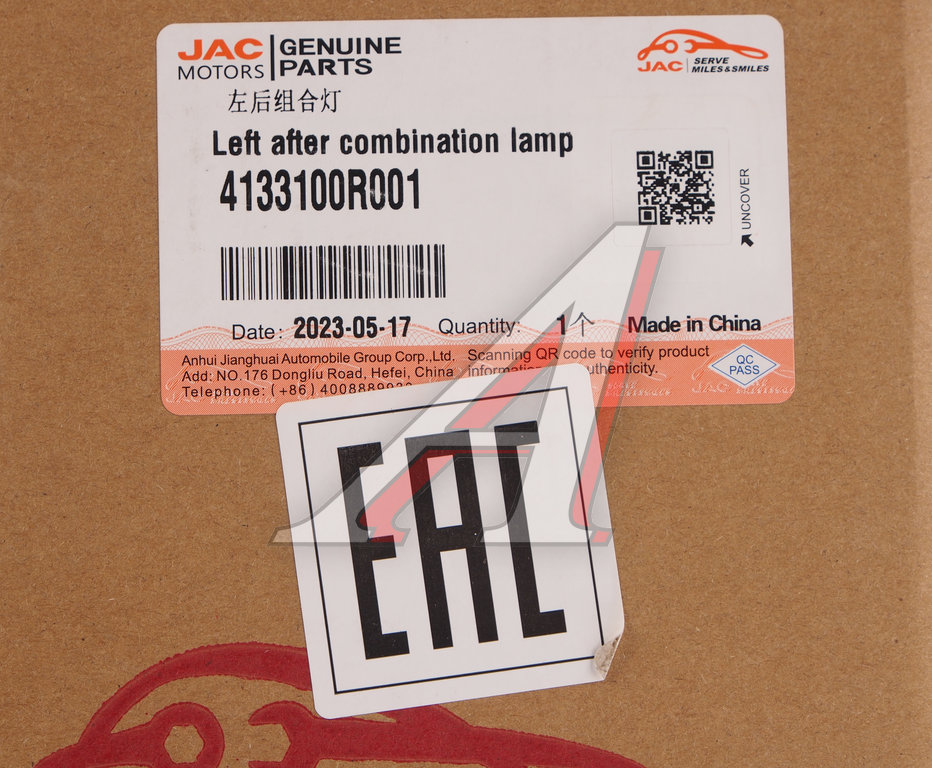 JAC MOTORS GENUINE PARTS
JAC SERVE MILES&SMILES
左后组合灯
Left after combination lamp
4133100R001
UNCOVER
Date: 2023-05-17 Quantity: 1个 Made in China
Anhui Jianghuai Automobile Group Corp.,Ltd. Scanning QR code to verify product
Add: NO.176 Dongliu Road, Hefei, China
Telephone: (+86)
QC PASS
EAC